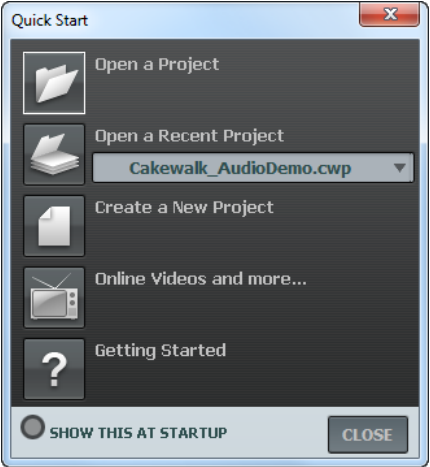 Quick Start
Open a Project
Open a Recent Project
Cakewalk_AudioDemo.cwp
Create a New Project
Online Videos and more...
Getting Started
?
SHOW THIS AT STARTUP
CLOSE